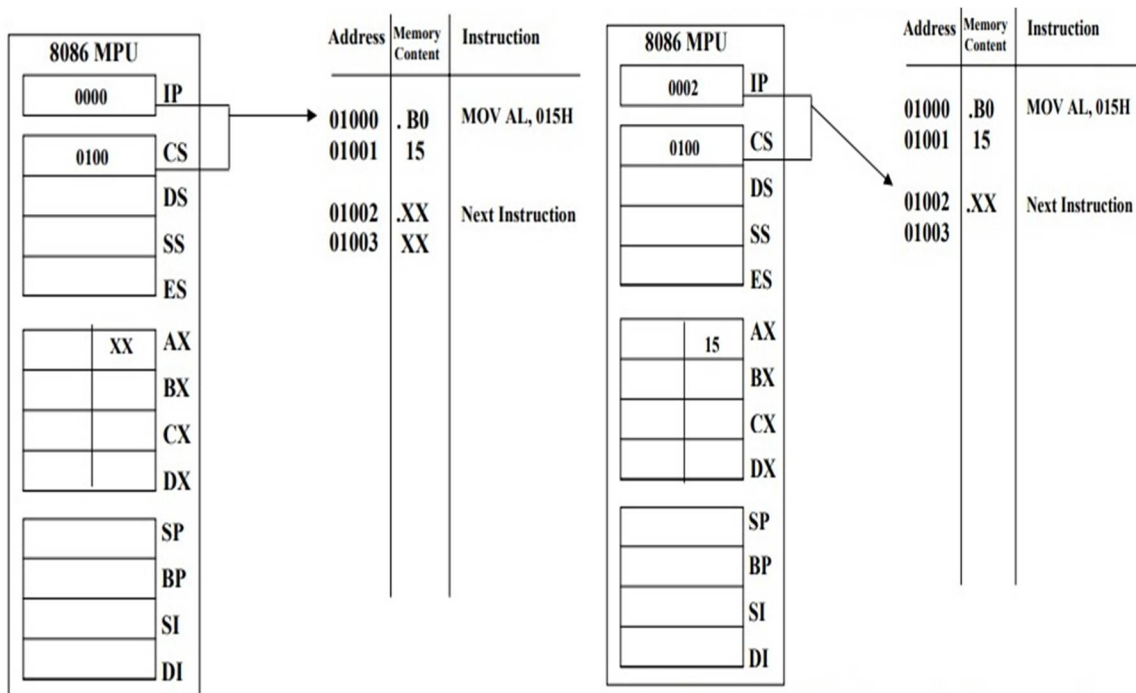 8086 MPU
0000 IP
0100 CS
DS
SS
ES
XX AX
BX
CX
DX
SP
BP
SI
DI
Address Memory Content Instruction
01000 .B0 MOV AL, 015H
01001 15
01002 .XX Next Instruction
01003 XX
8086 MPU
0002 IP
0100 CS
DS
SS
ES
15 AX
BX
CX
DX
SP
BP
SI
DI
Address Memory Content Instruction
01000 .B0 MOV AL, 015H
01001 15
01002 .XX Next Instruction
01003